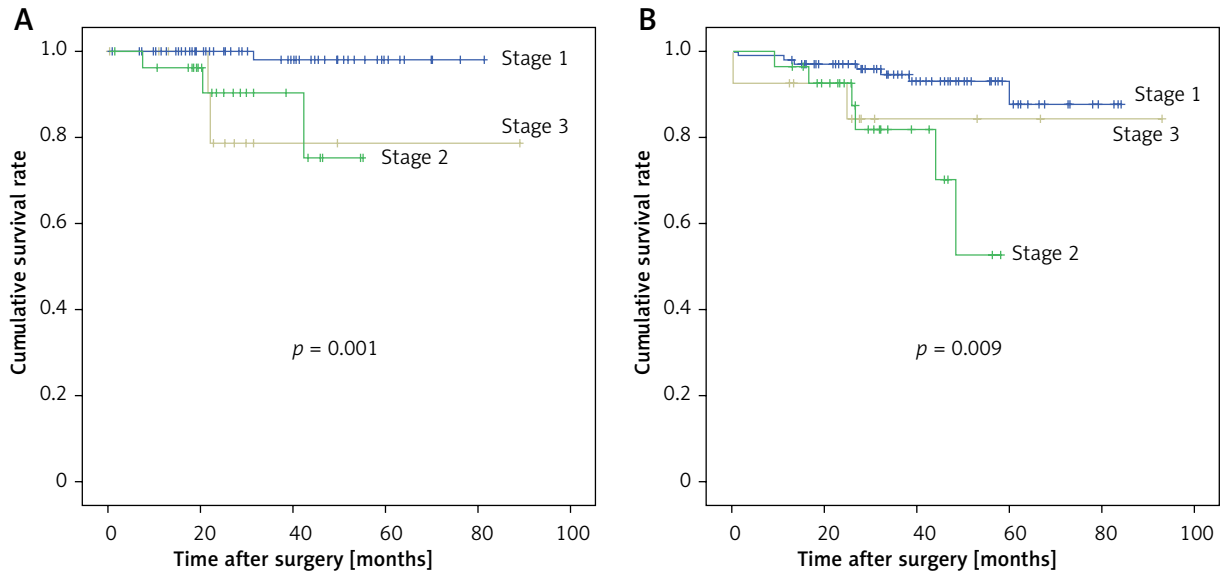 A
Cumulative survival rate
1.0
0.8
0.6
0.4
0.2
0
Stage 1
Stage 3
Stage 2
p = 0.001
0 20 40 60 80 100
Time after surgery [months]
B
Cumulative survival rate
1.0
0.8
0.6
0.4
0.2
0
Stage 1
Stage 3
Stage 2
p = 0.009
0 20 40 60 80 100
Time after surgery [months]